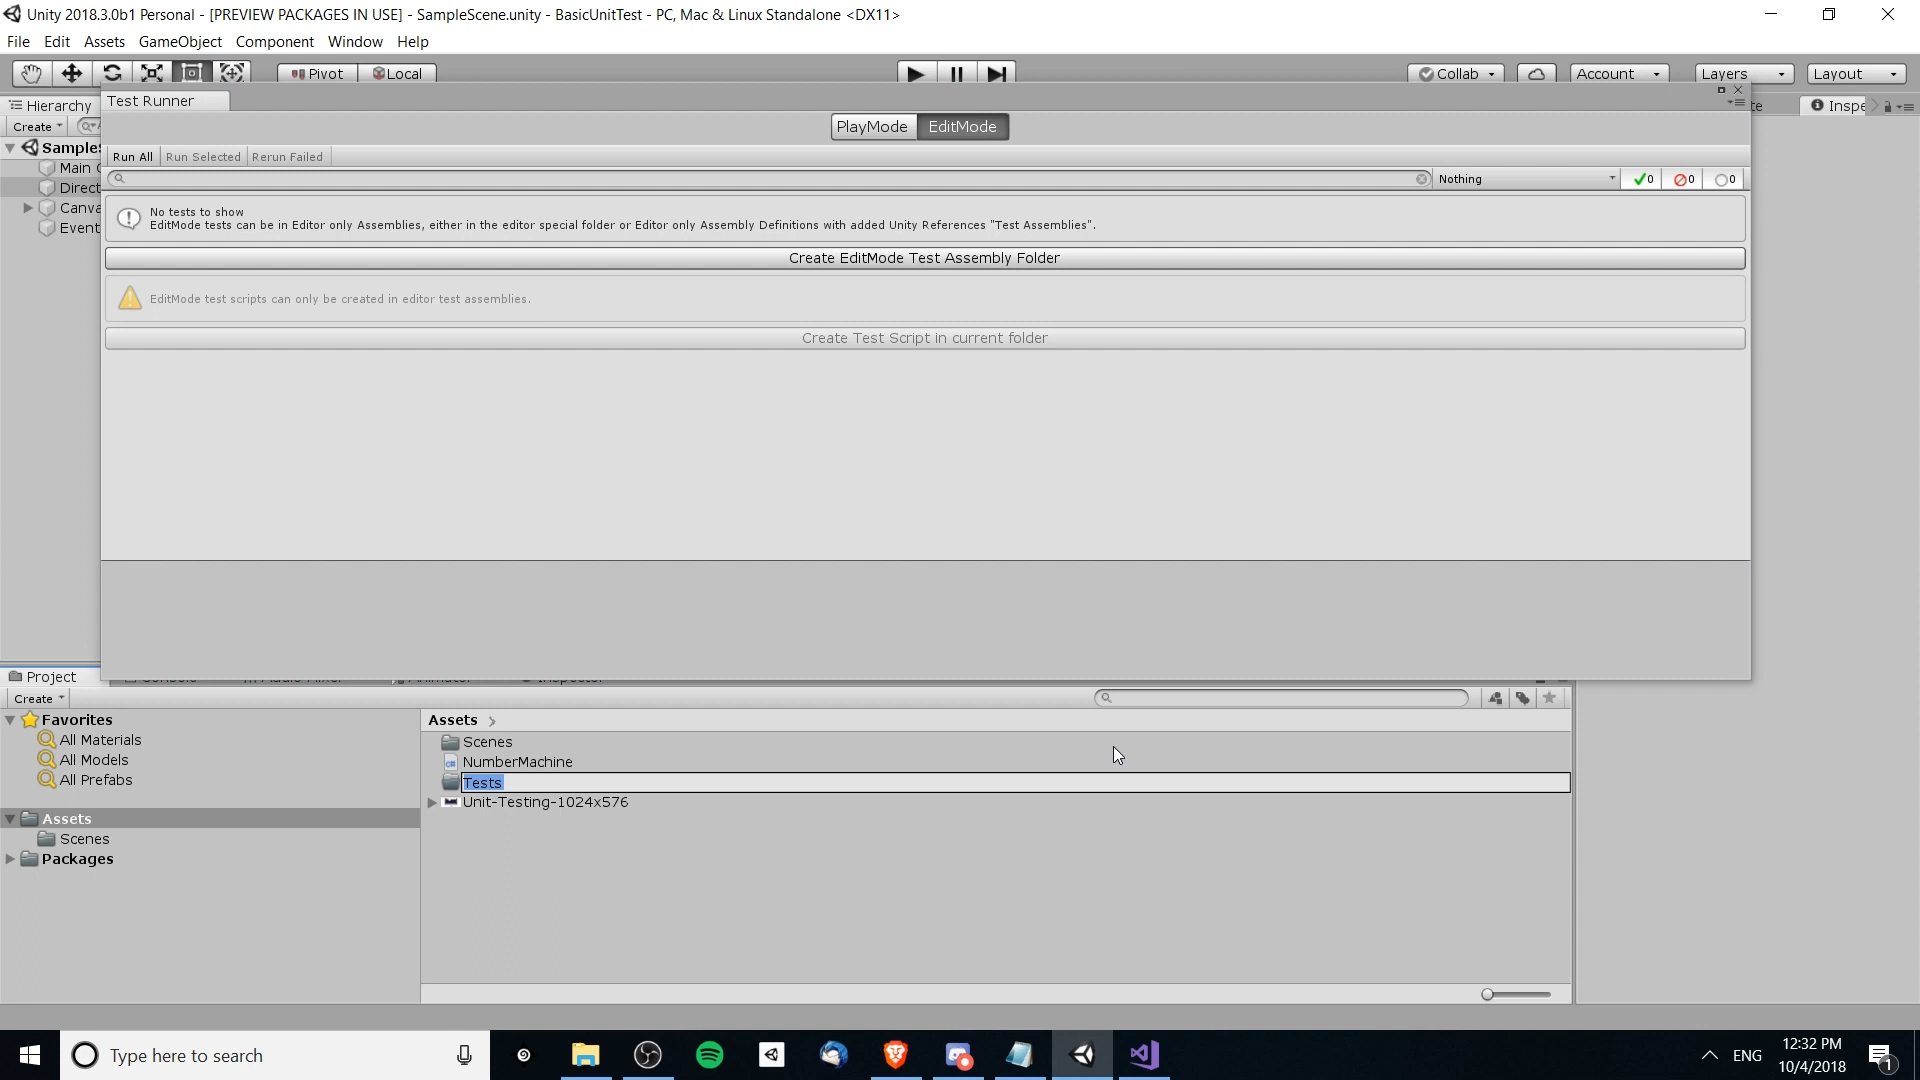 Unity 2018.3.0b1 Personal - [PREVIEW PACKAGES IN USE] - SampleScene.unity - BasicUnitTest - PC, Mac & Linux Standalone <DX11>
File Edit Assets GameObject Component Window Help
Pivot Local Collab Account Layers Layout
Hierarchy Test Runner Inspe
Create PlayMode EditMode
Sample
Run All Run Selected Rerun Failed
Main
Nothing 0 0 0
Direct
Canva
Event
No tests to show
EditMode tests can be in Editor only Assemblies, either in the editor special folder or Editor only Assembly Definitions with added Unity References "Test Assemblies".
Create EditMode Test Assembly Folder
EditMode test scripts can only be created in editor test assemblies.
Create Test Script in current folder
Project
Create
Favorites
All Materials
All Models
All Prefabs
Assets
Scenes
Packages
Assets
Scenes
NumberMachine
Tests
Unit-Testing-1024x576
Type here to search
ENG
12:32 PM
10/4/2018
1